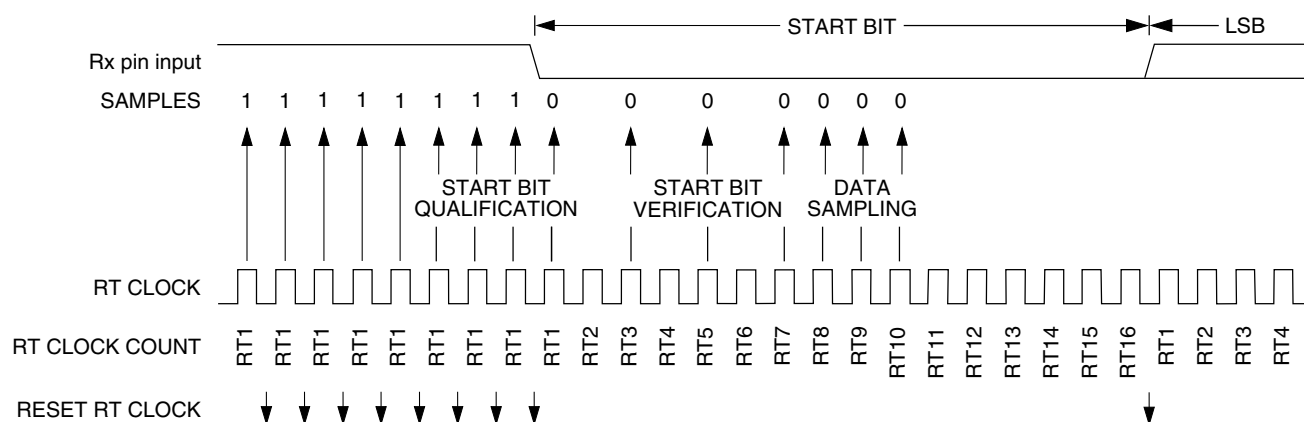 START BIT LSB
Rx pin input
SAMPLES 1 1 1 1 1 1 1 1 0 0 0 0 0 0 0
START BIT QUALIFICATION
START BIT VERIFICATION
DATA SAMPLING
RT CLOCK
RT CLOCK COUNT RT1 RT1 RT1 RT1 RT1 RT1 RT1 RT1 RT1 RT2 RT3 RT4 RT5 RT6 RT7 RT8 RT9 RT10 RT11 RT12 RT13 RT14 RT15 RT16 RT1 RT2 RT3 RT4
RESET RT CLOCK